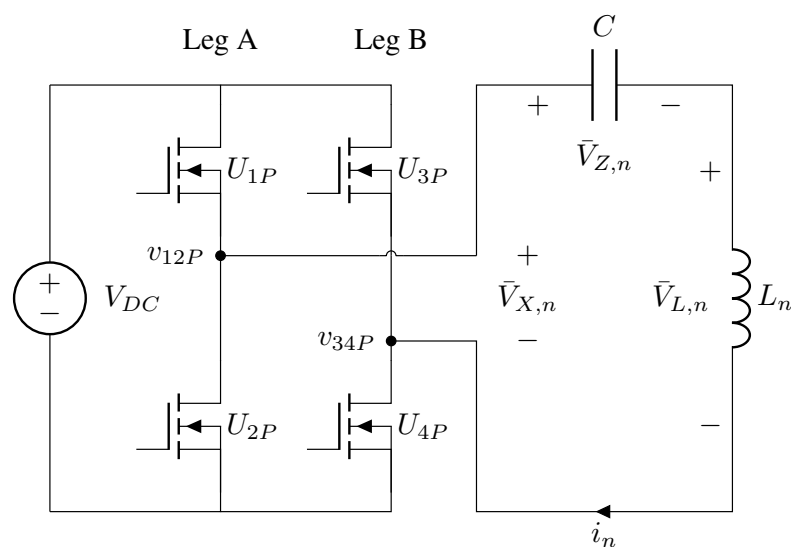 Leg A Leg B
C
+ −
V̄_{Z,n}
U_{1P} U_{3P}
+
v_{12P}
+
+ −
V_{DC}
V̄_{X,n}
V̄_{L,n} L_n
v_{34P}
−
U_{2P} U_{4P}
−
i_n